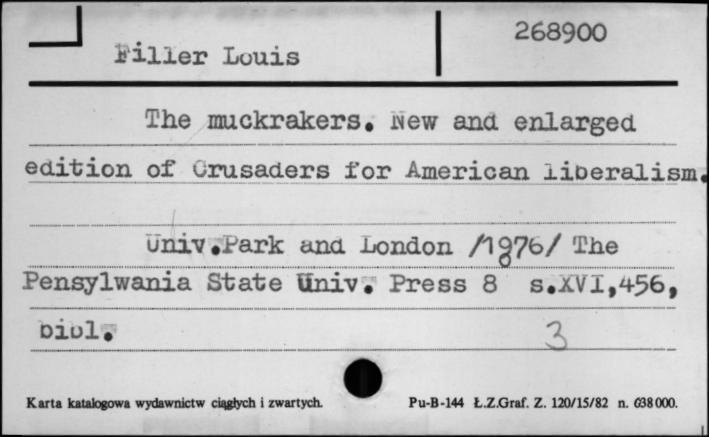 268900
Filler Louis
The muckrakers. New and enlarged
edition of Crusaders for American liberalism.
Univ.Park and London /1976/ The
Pensylwania State Univ. Press 8 s.XVI,456,
bibl.
3
Karta katalogowa wydawnictw ciągłych i zwartych.
Pu-B-144 Ł.Z.Graf. Z. 120/15/82 n. 638000.